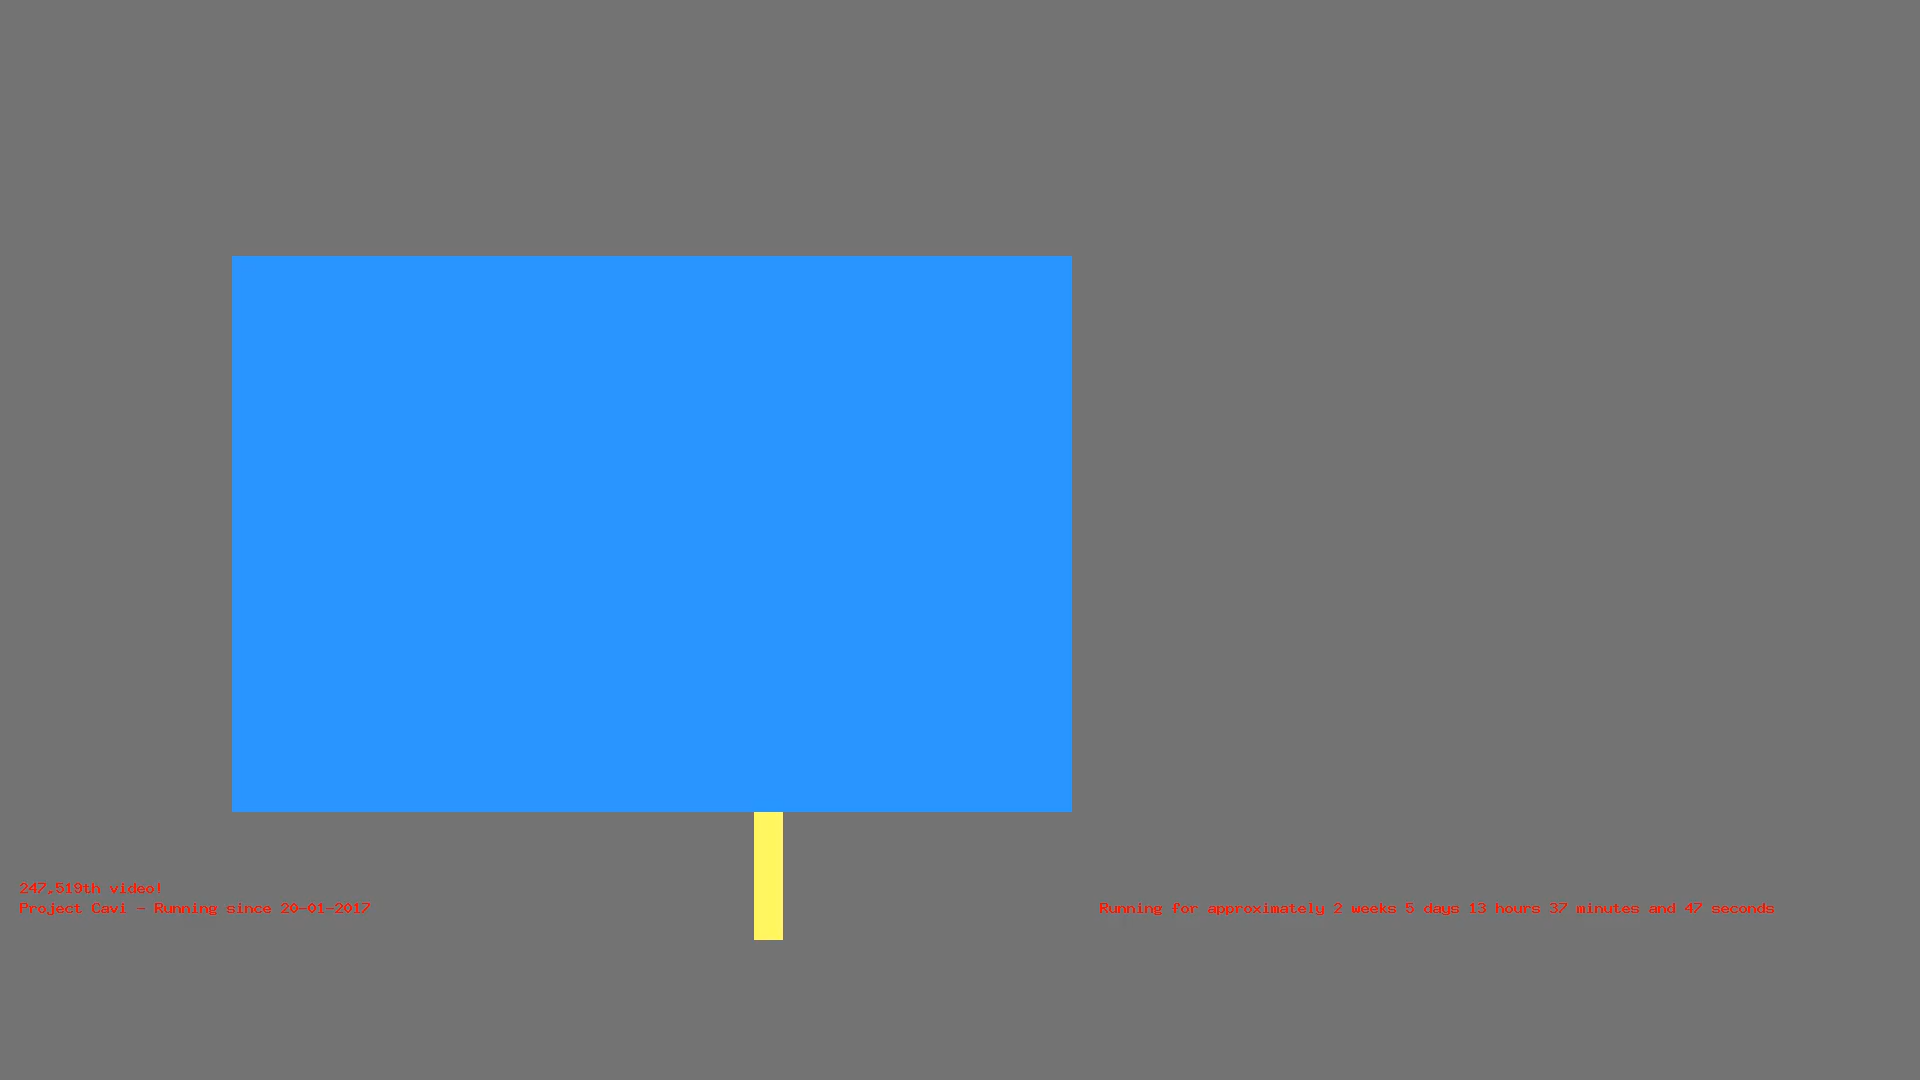 247,519th video!
Project Cavi - Running since 20-01-2017
Running for approximately 2 weeks 5 days 13 hours 37 minutes and 47 seconds